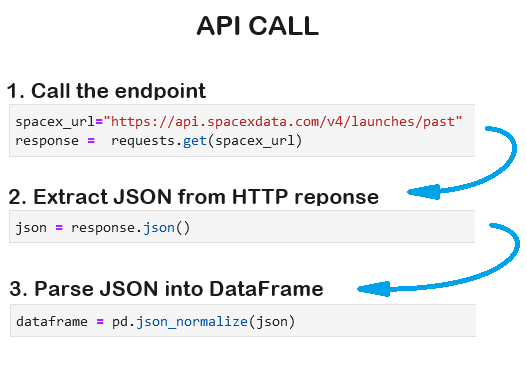 API CALL
1. Call the endpoint
spacex_url="https://api.spacexdata.com/v4/launches/past"
response =  requests.get(spacex_url)
2. Extract JSON from HTTP reponse
json = response.json()
3. Parse JSON into DataFrame
dataframe = pd.json_normalize(json)